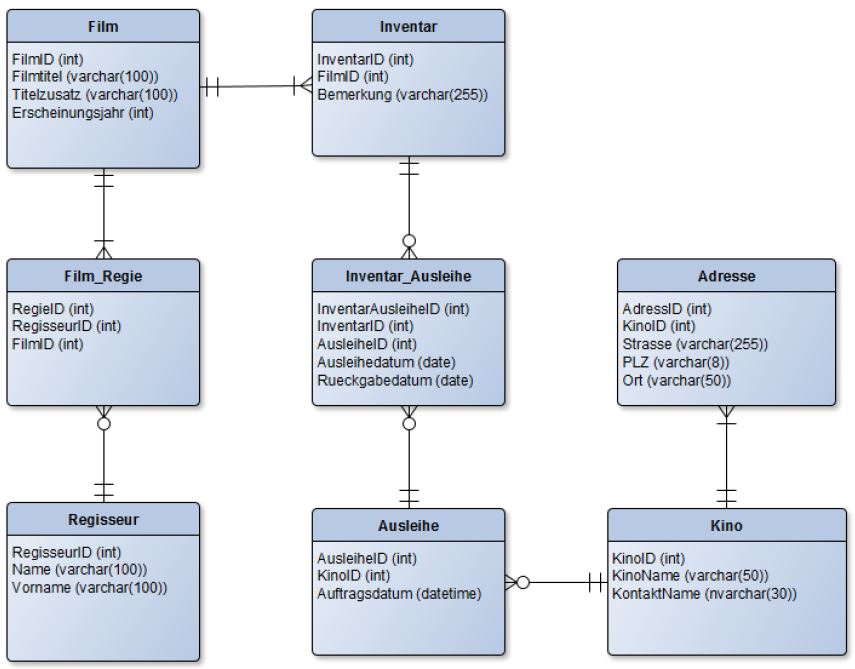 Film
FilmID (int)
Filmtitel (varchar(100))
Titelzusatz (varchar(100))
Erscheinungsjahr (int)
Inventar
InventarID (int)
FilmID (int)
Bemerkung (varchar(255))
Film_Regie
RegieID (int)
RegisseurID (int)
FilmID (int)
Inventar_Ausleihe
InventarAusleiheID (int)
InventarID (int)
AusleiheID (int)
Ausleihedatum (date)
Rueckgabedatum (date)
Adresse
AdressID (int)
KinoID (int)
Strasse (varchar(255))
PLZ (varchar(8))
Ort (varchar(50))
Regisseur
RegisseurID (int)
Name (varchar(100))
Vorname (varchar(100))
Ausleihe
AusleiheID (int)
KinoID (int)
Auftragsdatum (datetime)
Kino
KinoID (int)
KinoName (varchar(50))
KontaktName (nvarchar(30))